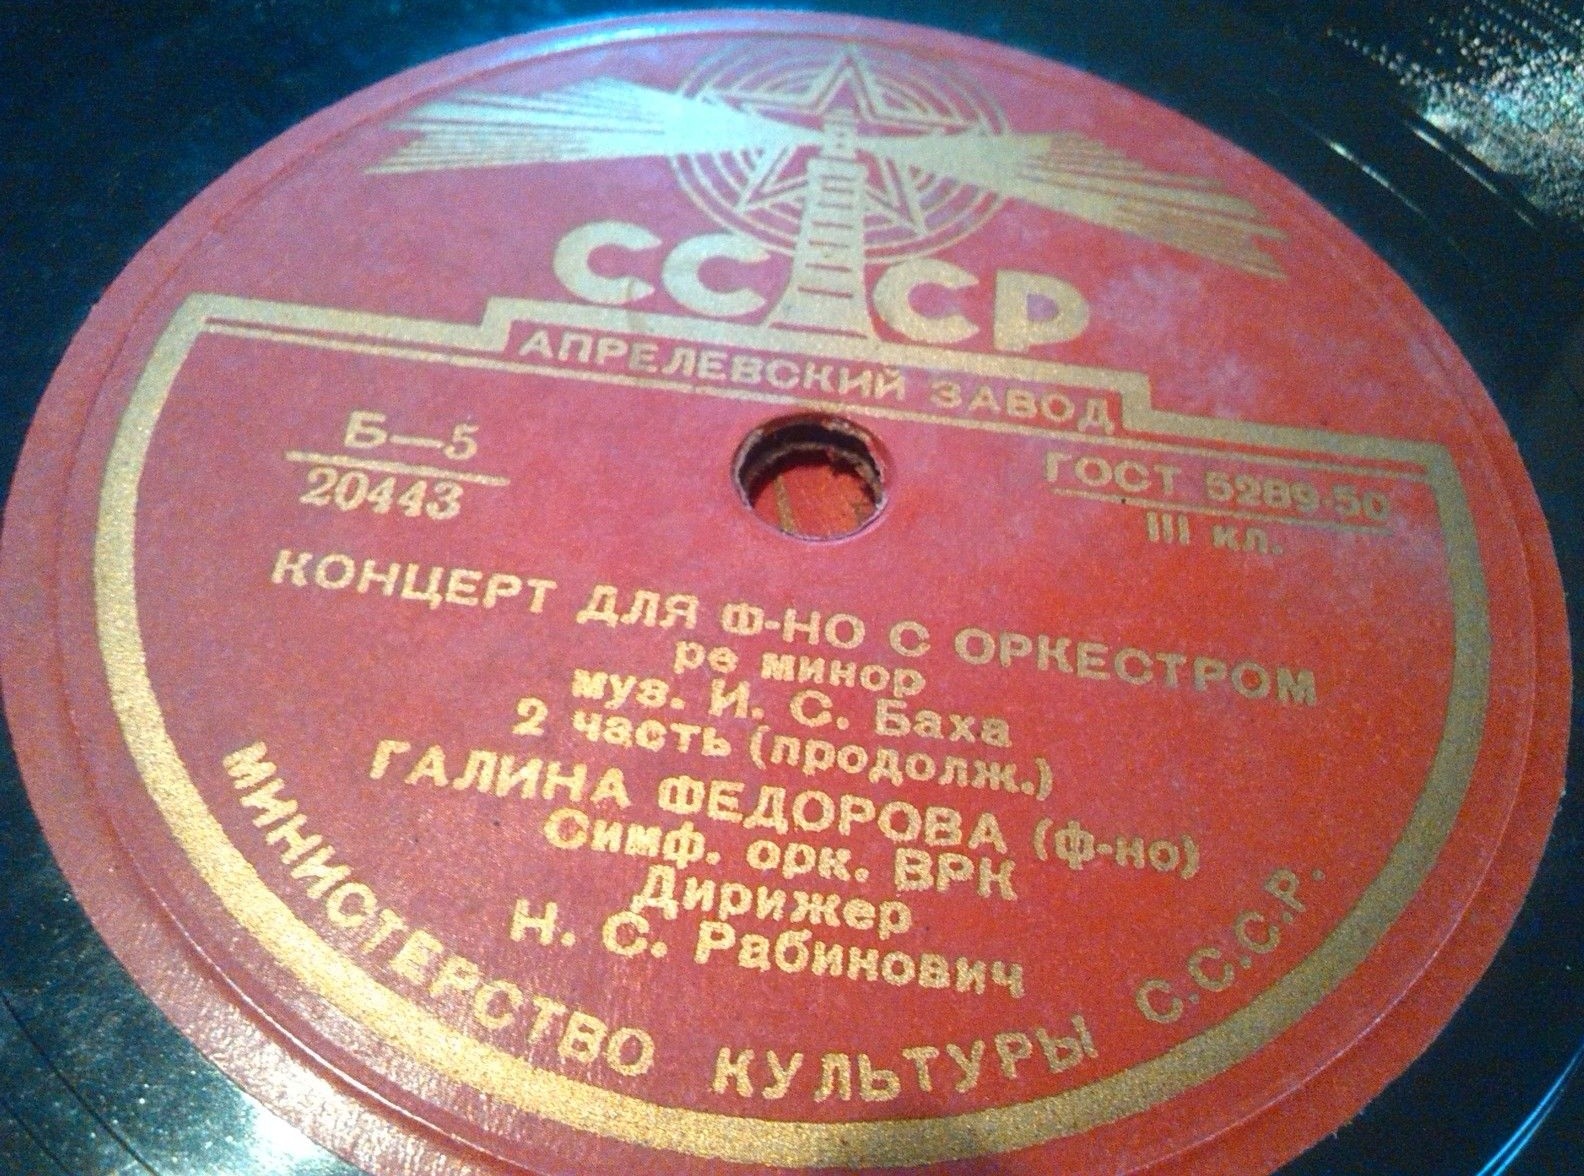 СССР
АПРЕЛЕВСКИЙ ЗАВОД
Б—5
20443
ГОСТ 5289-50
III кл.
КОНЦЕРТ ДЛЯ Ф-НО С ОРКЕСТРОМ
ре минор
муз. И. С. Баха
2 часть (продолж.)
ГАЛИНА ФЕДОРОВА (ф-но)
Симф. орк. ВРК
Дирижер
Н. С. Рабинович
МИНИСТЕРСТВО КУЛЬТУРЫ С.С.С.Р.